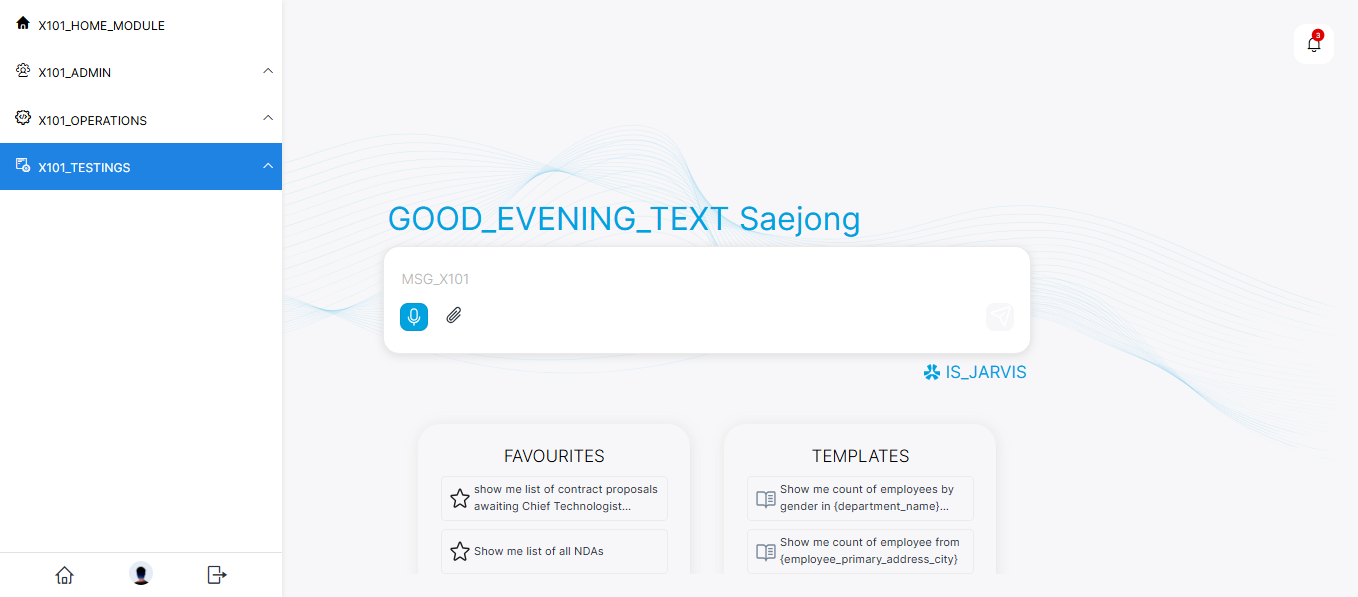 X101_HOME_MODULE
X101_ADMIN
X101_OPERATIONS
X101_TESTINGS
3
GOOD_EVENING_TEXT Saejong
MSG_X101
IS_JARVIS
FAVOURITES
show me list of contract proposals
awaiting Chief Technologist...
Show me list of all NDAs
TEMPLATES
Show me count of employees by
gender in {department_name}...
Show me count of employee from
{employee_primary_address_city}